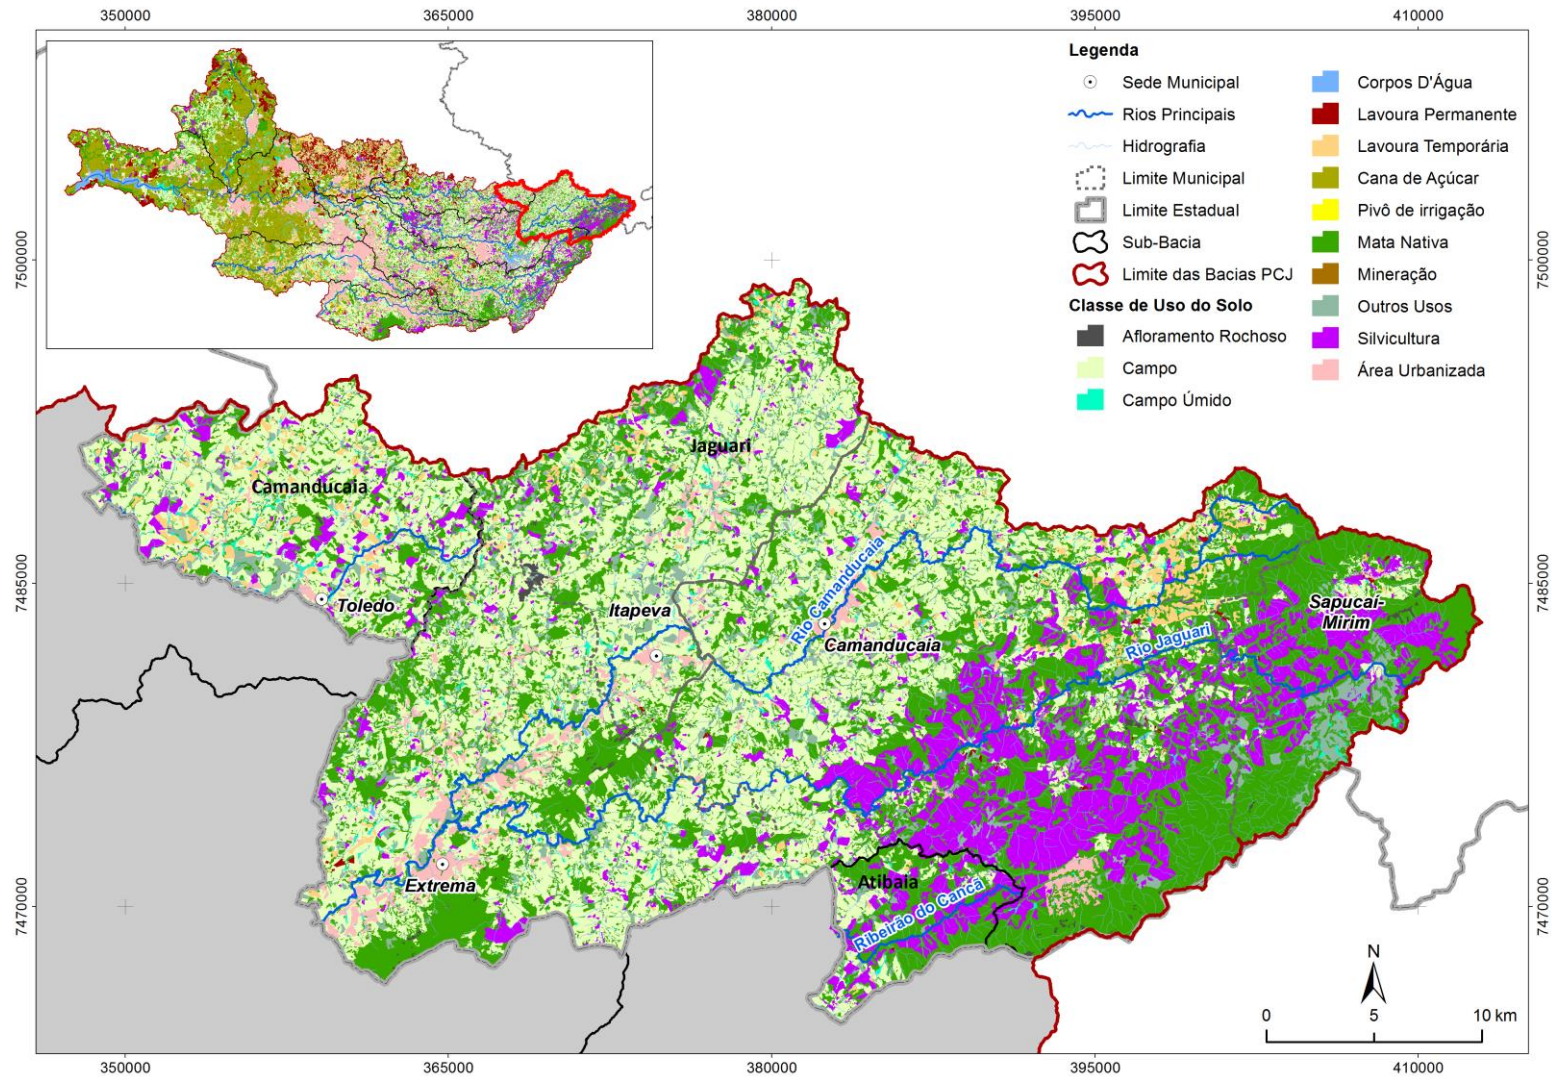 350000
365000
380000
395000
410000
Legenda
Sede Municipal
Rios Principais
Hidrografia
Limite Municipal
Limite Estadual
Sub-Bacia
Limite das Bacias PCJ
Classe de Uso do Solo
Afloramento Rochoso
Campo
Campo Úmido
Corpos D'Água
Lavoura Permanente
Lavoura Temporária
Cana de Açúcar
Pivô de irrigação
Mata Nativa
Mineração
Outros Usos
Silvicultura
Área Urbanizada
7500000
7500000
Jaguari
Camanducaia
7485000
7485000
Toledo
Itapeva
Rio Camanducaia
Camanducaia
Sapucaí-
Mirim
Rio Jaguari
Extrema
Atibaia
Ribeirão do Cancã
7470000
7470000
N
0
5
10 km
350000
365000
380000
395000
410000